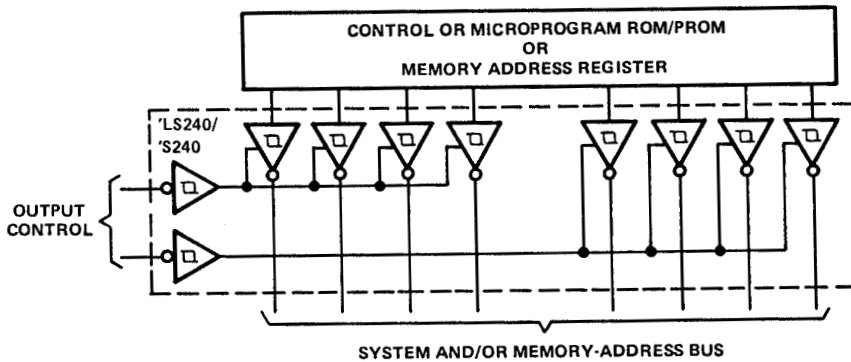 CONTROL OR MICROPROGRAM ROM/PROM
OR
MEMORY ADDRESS REGISTER
'LS240/
'S240
OUTPUT
CONTROL
SYSTEM AND/OR MEMORY-ADDRESS BUS